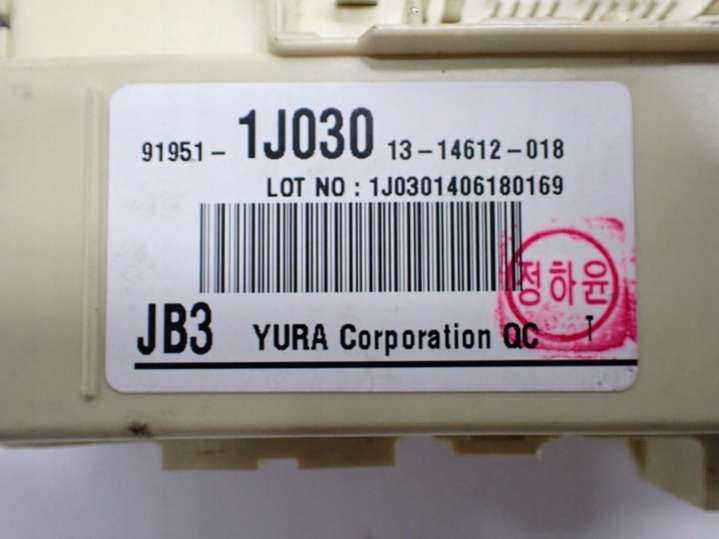 91951- 1J030 13-14612-018
LOT NO : 1J0301406180169
정하윤
JB3 YURA Corporation QC T